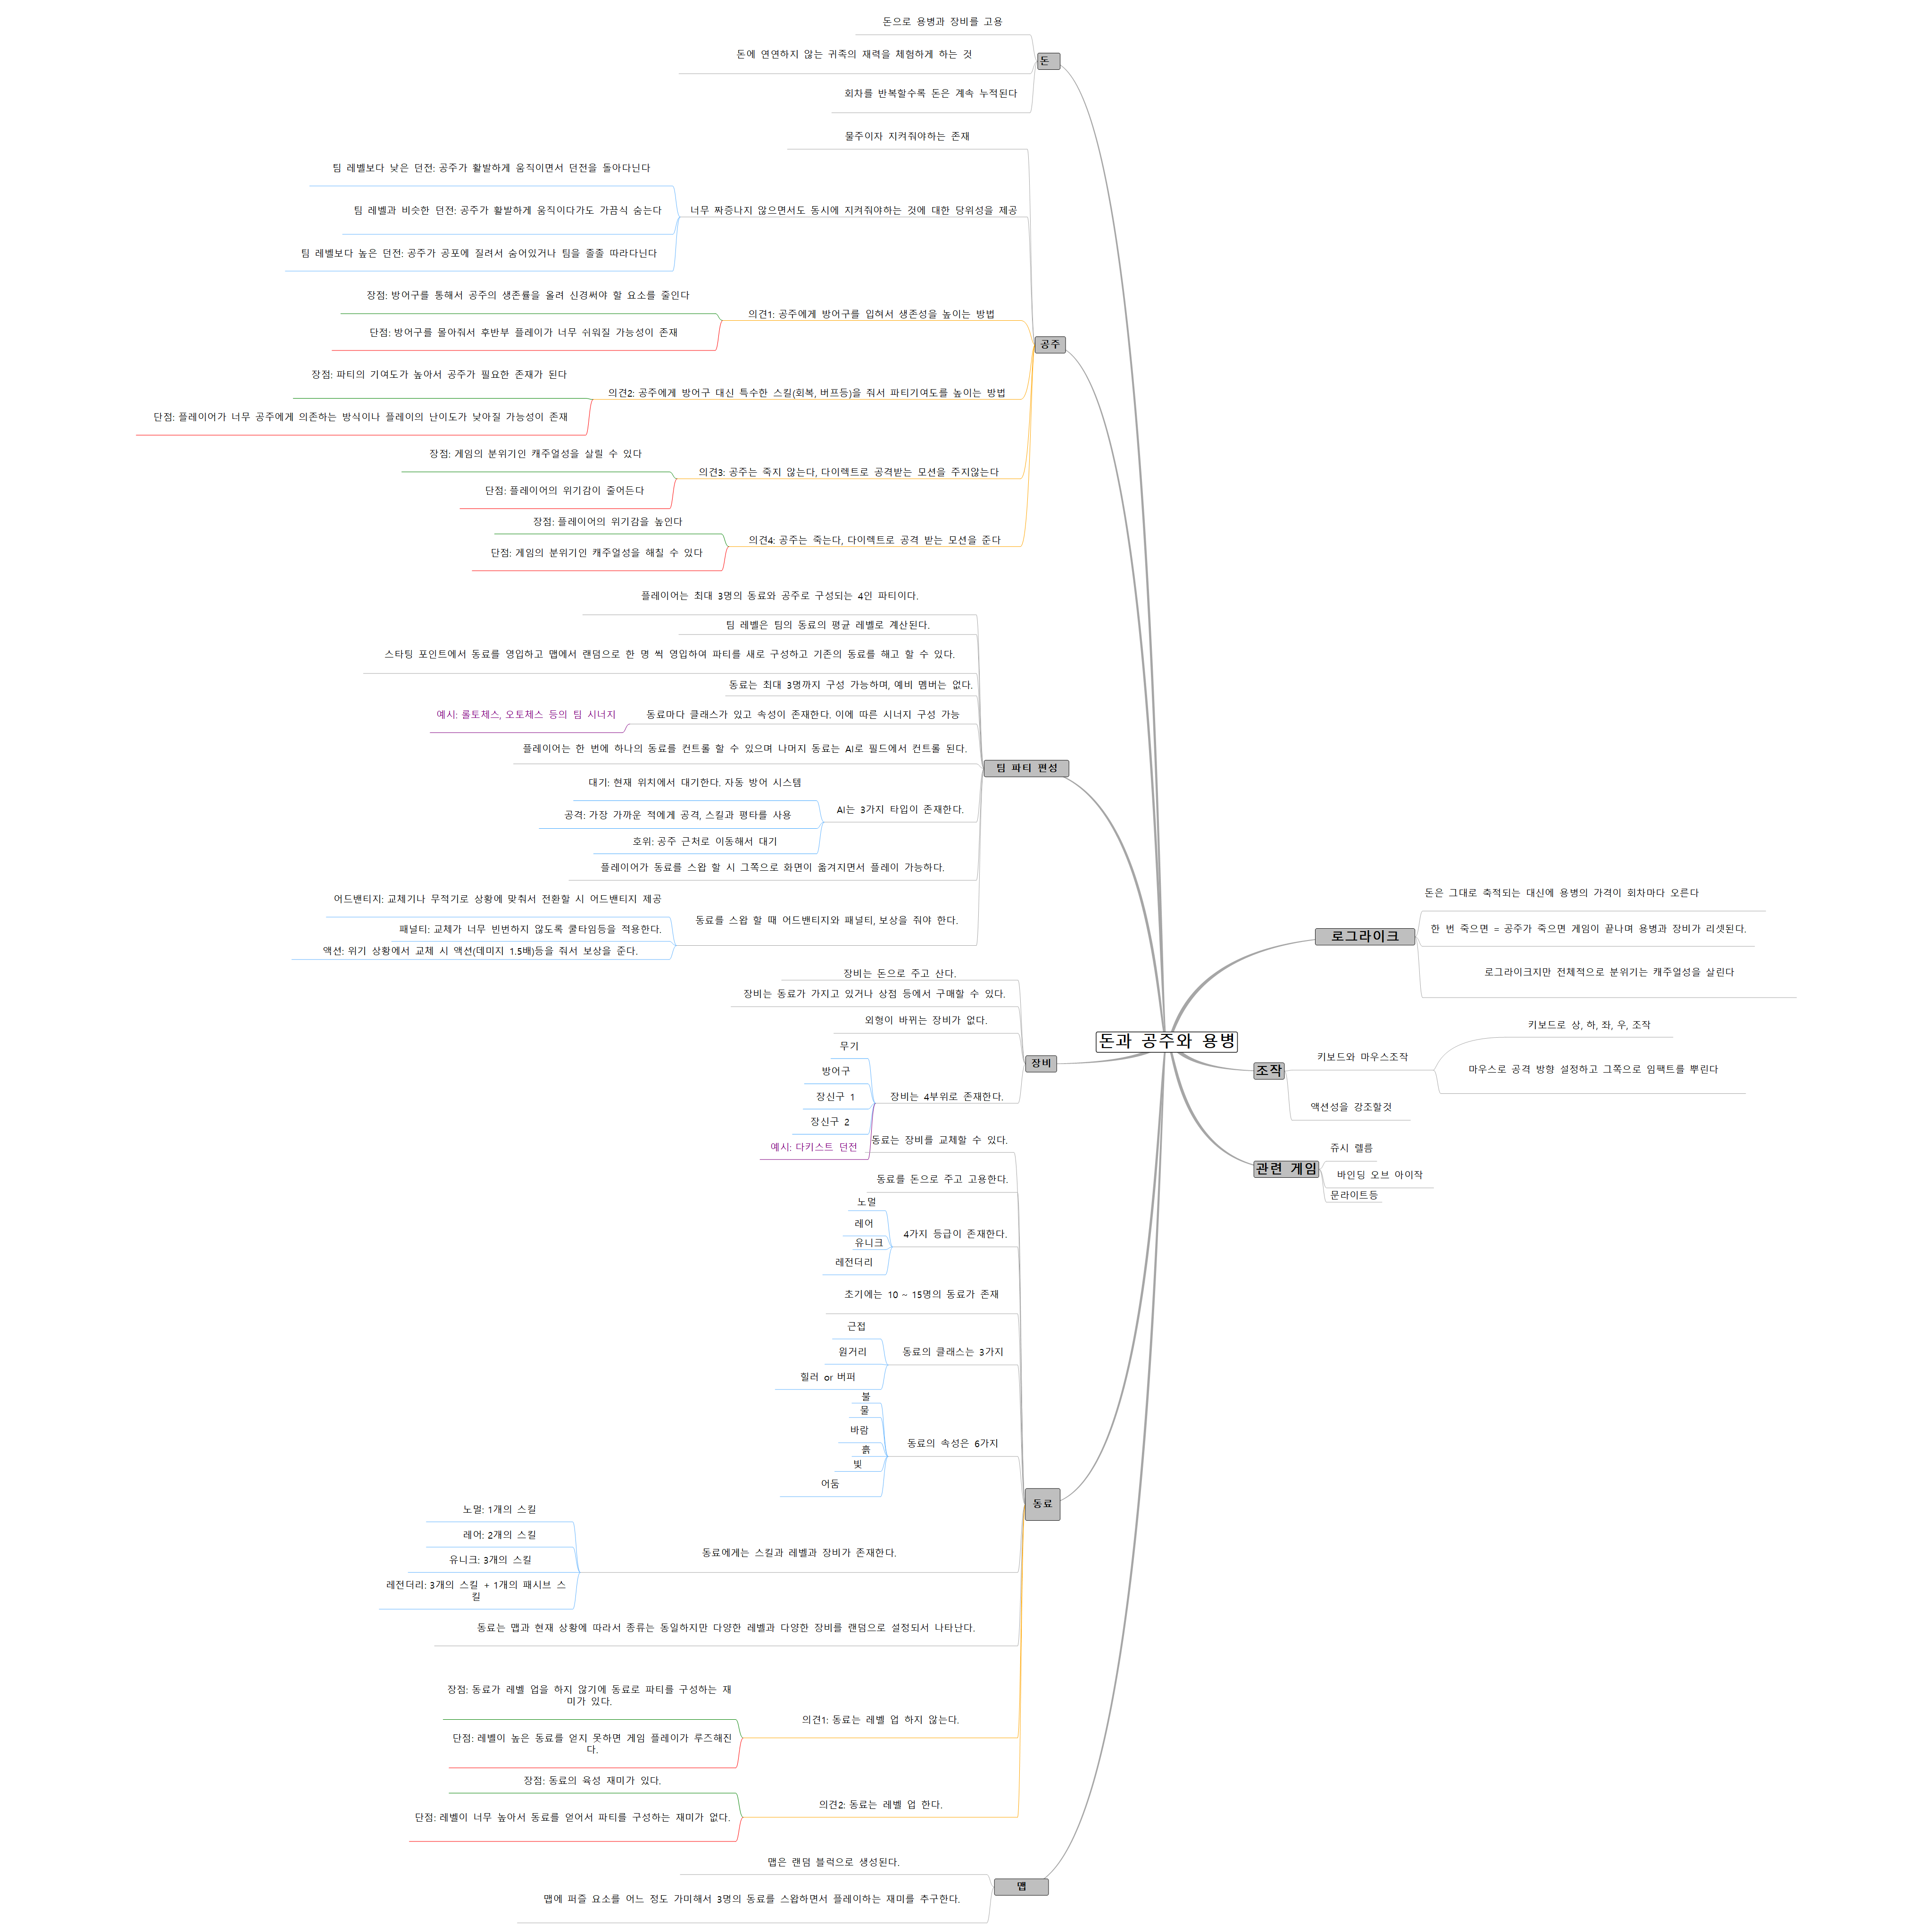 돈과 공주와 용병
돈
돈으로 용병과 장비를 고용
돈에 연연하지 않는 귀족의 재력을 체험하게 하는 것
회차를 반복할수록 돈은 계속 누적된다
공주
물주이자 지켜줘야하는 존재
너무 짜증나지 않으면서도 동시에 지켜줘야하는 것에 대한 당위성을 제공
팀 레벨보다 낮은 던전: 공주가 활발하게 움직이면서 던전을 돌아다닌다
팀 레벨과 비슷한 던전: 공주가 활발하게 움직이다가도 가끔식 숨는다
팀 레벨보다 높은 던전: 공주가 공포에 질려서 숨어있거나 팀을 졸졸 따라다닌다
의견1: 공주에게 방어구를 입혀서 생존성을 높이는 방법
장점: 방어구를 통해서 공주의 생존률을 올려 신경써야 할 요소를 줄인다
단점: 방어구를 몰아줘서 후반부 플레이가 너무 쉬워질 가능성이 존재
의견2: 공주에게 방어구 대신 특수한 스킬(회복, 버프등)을 줘서 파티기여도를 높이는 방법
장점: 파티의 기여도가 높아서 공주가 필요한 존재가 된다
단점: 플레이어가 너무 공주에게 의존하는 방식이나 플레이의 난이도가 낮아질 가능성이 존재
의견3: 공주는 죽지 않는다, 다이렉트로 공격받는 모션을 주지않는다
장점: 게임의 분위기인 캐주얼성을 살릴 수 있다
단점: 플레이어의 위기감이 줄어든다
의견4: 공주는 죽는다, 다이렉트로 공격 받는 모션을 준다
장점: 플레이어의 위기감을 높인다
단점: 게임의 분위기인 캐주얼성을 해칠 수 있다
팀 파티 편성
플레이어는 최대 3명의 동료와 공주로 구성되는 4인 파티이다.
팀 레벨은 팀의 동료의 평균 레벨로 계산된다.
스타팅 포인트에서 동료를 영입하고 맵에서 랜덤으로 한 명 씩 영입하여 파티를 새로 구성하고 기존의 동료를 해고 할 수 있다.
동료는 최대 3명까지 구성 가능하며, 예비 멤버는 없다.
동료마다 클래스가 있고 속성이 존재한다. 이에 따른 시너지 구성 가능
예시: 롤토체스, 오토체스 등의 팀 시너지
플레이어는 한 번에 하나의 동료를 컨트롤 할 수 있으며 나머지 동료는 AI로 필드에서 컨트롤 된다.
AI는 3가지 타입이 존재한다.
대기: 현재 위치에서 대기한다. 자동 방어 시스템
공격: 가장 가까운 적에게 공격, 스킬과 평타를 사용
호위: 공주 근처로 이동해서 대기
플레이어가 동료를 스왑 할 시 그쪽으로 화면이 옮겨지면서 플레이 가능하다.
동료를 스왑 할 때 어드밴티지와 패널티, 보상을 줘야 한다.
어드밴티지: 교체기나 무적기로 상황에 맞춰서 전환할 시 어드밴티지 제공
패널티: 교체가 너무 빈번하지 않도록 쿨타임등을 적용한다.
액션: 위기 상황에서 교체 시 액션(데미지 1.5배)등을 줘서 보상을 준다.
장비
장비는 돈으로 주고 산다.
장비는 동료가 가지고 있거나 상점 등에서 구매할 수 있다.
외형이 바뀌는 장비가 없다.
장비는 4부위로 존재한다.
무기
방어구
장신구 1
장신구 2
예시: 다키스트 던전
동료
동료는 장비를 교체할 수 있다.
동료를 돈으로 주고 고용한다.
4가지 등급이 존재한다.
노멀
레어
유니크
레전더리
초기에는 10 ~ 15명의 동료가 존재
동료의 클래스는 3가지
근접
원거리
힐러 or 버퍼
동료의 속성은 6가지
불
물
바람
흙
빛
어둠
동료에게는 스킬과 레벨과 장비가 존재한다.
노멀: 1개의 스킬
레어: 2개의 스킬
유니크: 3개의 스킬
레전더리: 3개의 스킬 + 1개의 패시브 스
킬
동료는 맵과 현재 상황에 따라서 종류는 동일하지만 다양한 레벨과 다양한 장비를 랜덤으로 설정되서 나타난다.
의견1: 동료는 레벨 업 하지 않는다.
장점: 동료가 레벨 업을 하지 않기에 동료로 파티를 구성하는 재
미가 있다.
단점: 레벨이 높은 동료를 얻지 못하면 게임 플레이가 루즈해진
다.
의견2: 동료는 레벨 업 한다.
장점: 동료의 육성 재미가 있다.
단점: 레벨이 너무 높아서 동료를 얻어서 파티를 구성하는 재미가 없다.
맵
맵은 랜덤 블럭으로 생성된다.
맵에 퍼즐 요소를 어느 정도 가미해서 3명의 동료를 스왑하면서 플레이하는 재미를 추구한다.
로그라이크
돈은 그대로 축적되는 대신에 용병의 가격이 회차마다 오른다
한 번 죽으면 = 공주가 죽으면 게임이 끝나며 용병과 장비가 리셋된다.
로그라이크지만 전체적으로 분위기는 캐주얼성을 살린다
조작
키보드와 마우스조작
키보드로 상, 하, 좌, 우, 조작
마우스로 공격 방향 설정하고 그쪽으로 임팩트를 뿌린다
액션성을 강조할것
관련 게임
쥬시 렐름
바인딩 오브 아이작
문라이트등